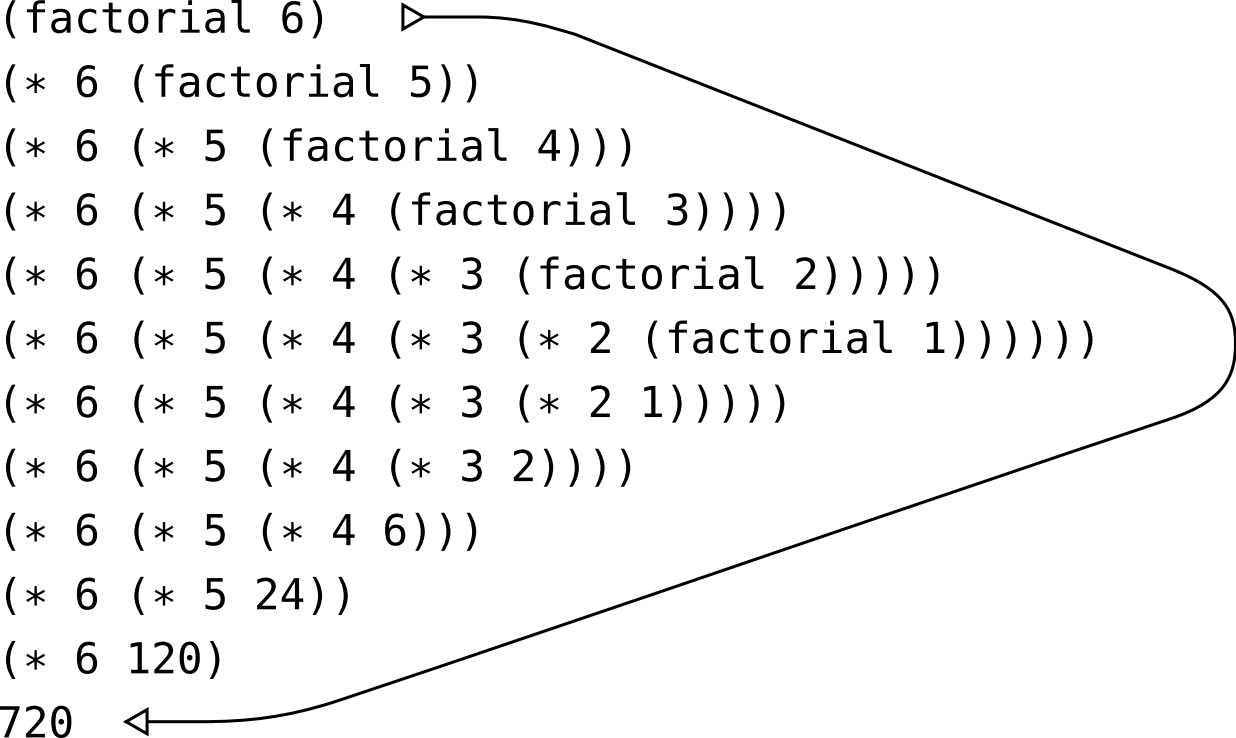 (factorial 6)
(* 6 (factorial 5))
(* 6 (* 5 (factorial 4)))
(* 6 (* 5 (* 4 (factorial 3))))
(* 6 (* 5 (* 4 (* 3 (factorial 2)))))
(* 6 (* 5 (* 4 (* 3 (* 2 (factorial 1))))))
(* 6 (* 5 (* 4 (* 3 (* 2 1)))))
(* 6 (* 5 (* 4 (* 3 2))))
(* 6 (* 5 (* 4 6)))
(* 6 (* 5 24))
(* 6 120)
720